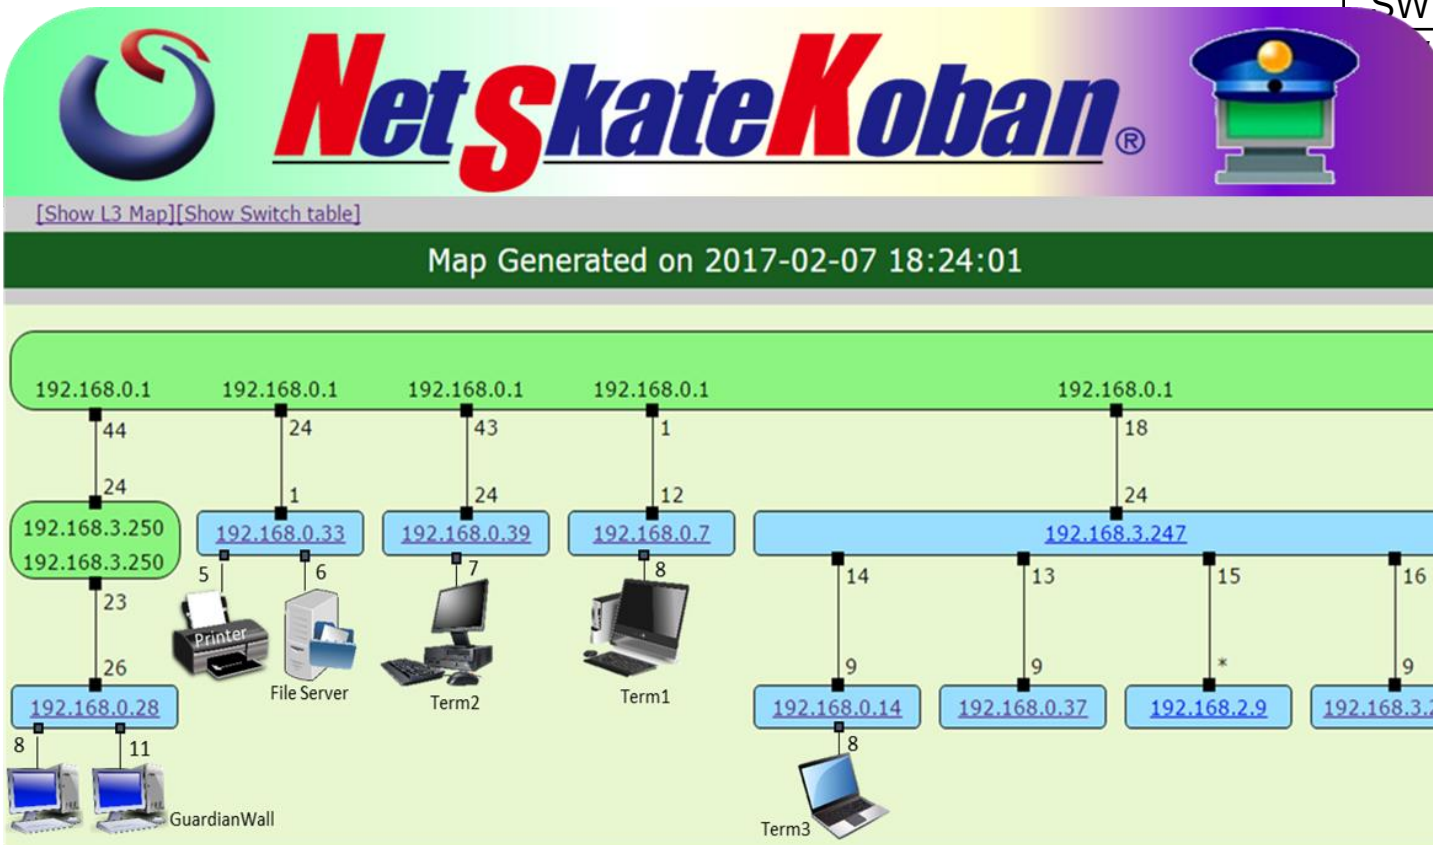 SW
NetSkateKoban®
[Show L3 Map][Show Switch table]
Map Generated on 2017-02-07 18:24:01
192.168.0.1 192.168.0.1 192.168.0.1 192.168.0.1 192.168.0.1
44 24 43 1 18
24 1 24 12 24
192.168.3.250
192.168.3.250
192.168.0.33 192.168.0.39 192.168.0.7 192.168.3.247
5 6 7 8 14 13 15 16
23
Printer
26 9 9 * 9
File Server Term2 Term1
192.168.0.28 192.168.0.14 192.168.0.37 192.168.2.9 192.168.3.2
8 11 8
GuardianWall
Term3